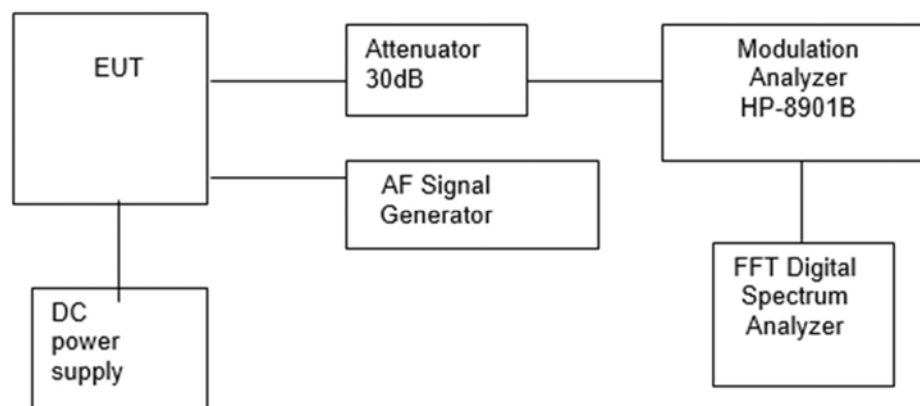 EUT
Attenuator
30dB
Modulation
Analyzer
HP-8901B
AF Signal
Generator
FFT Digital
Spectrum
Analyzer
DC
power
supply